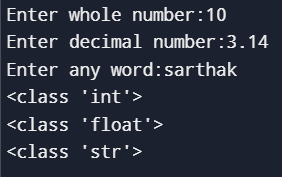 Enter whole number:10
Enter decimal number:3.14
Enter any word:sarthak
<class 'int'>
<class 'float'>
<class 'str'>